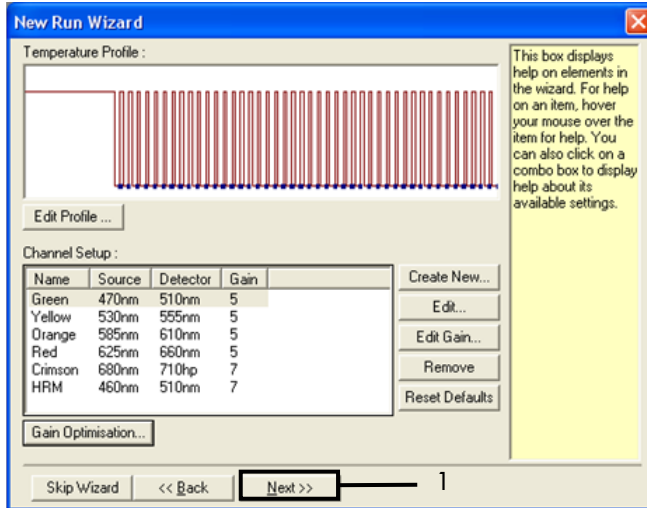 New Run Wizard
Temperature Profile :
Edit Profile ...
Channel Setup :
Name Source Detector Gain
Green 470nm 510nm 5
Yellow 530nm 555nm 5
Orange 585nm 610nm 5
Red 625nm 660nm 5
Crimson 680nm 710hp 7
HRM 460nm 510nm 7
Create New...
Edit...
Edit Gain...
Remove
Reset Defaults
Gain Optimisation...
This box displays
help on elements in
the wizard. For help
on an item, hover
your mouse over the
item for help. You
can also click on a
combo box to display
help about its
available settings.
Skip Wizard << Back Next >> 1